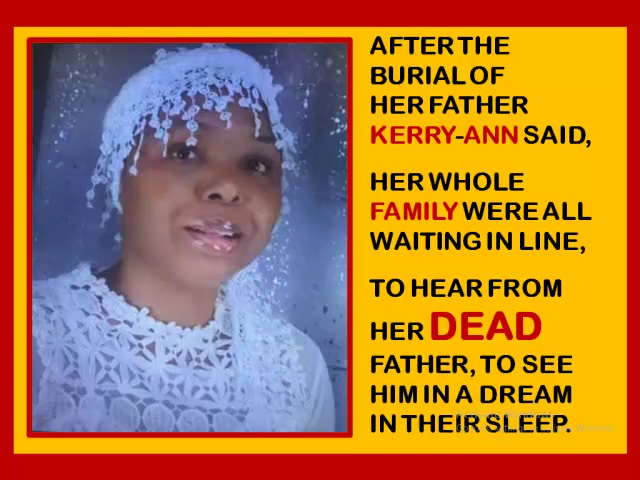 AFTER THE
BURIAL OF
HER FATHER
KERRY-ANN SAID,
HER WHOLE
FAMILY WERE ALL
WAITING IN LINE,
TO HEAR FROM
HER DEAD
FATHER, TO SEE
HIM IN A DREAM
IN THEIR SLEEP.